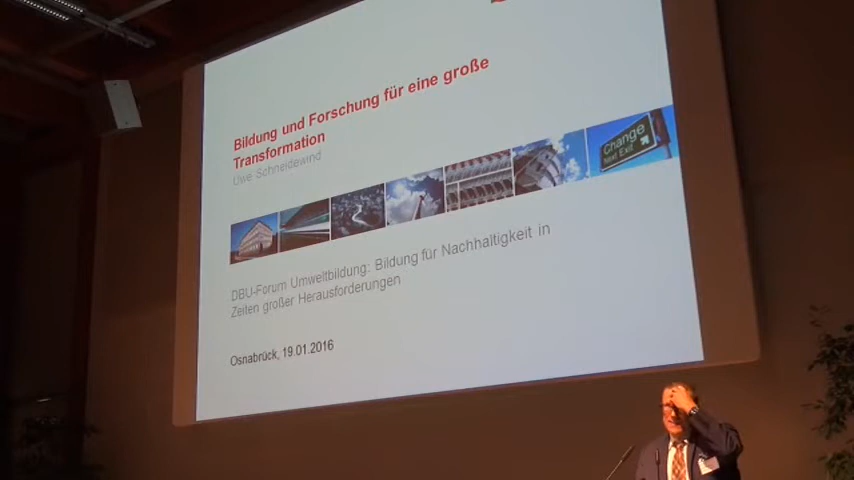 Bildung und Forschung für eine große
Transformation
Uwe Schneidewind
Change
NEXT EXIT
DBU-Forum Umweltbildung: Bildung für Nachhaltigkeit in
Zeiten großer Herausforderungen
Osnabrück, 19.01.2016